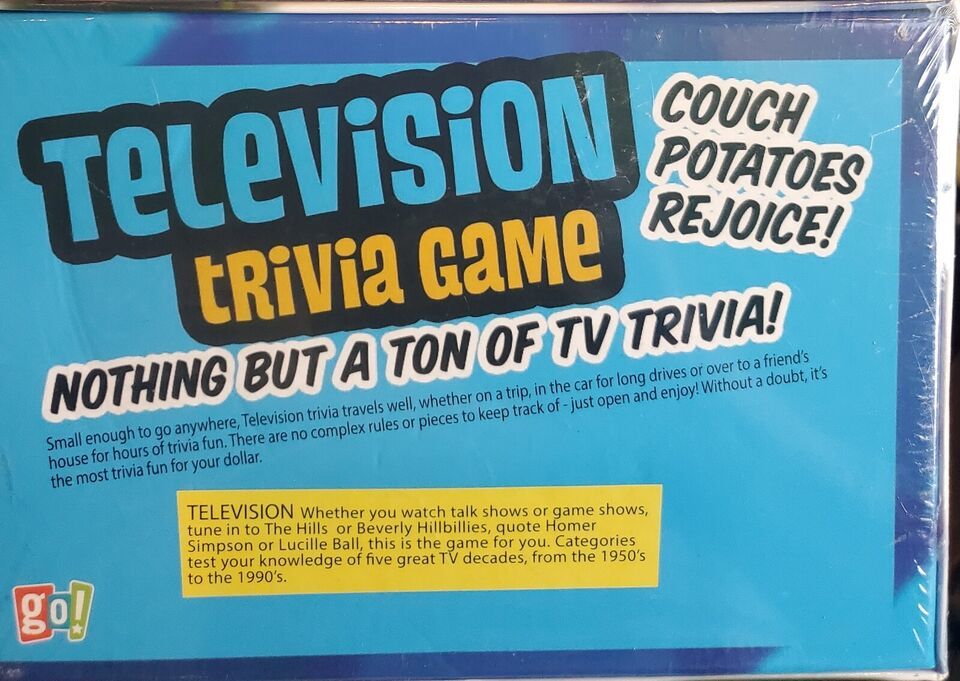 TELEVISION
TRIVIA GAME
COUCH
POTATOES
REJOICE!
NOTHING BUT A TON OF TV TRIVIA!
Small enough to go anywhere, Television trivia travels well, whether on a trip, in the car for long drives or over to a friend's
house for hours of trivia fun. There are no complex rules or pieces to keep track of - just open and enjoy! Without a doubt, it's
the most trivia fun for your dollar.
TELEVISION Whether you watch talk shows or game shows,
tune in to The Hills or Beverly Hillbillies, quote Homer
Simpson or Lucille Ball, this is the game for you. Categories
test your knowledge of five great TV decades, from the 1950's
to the 1990's.
go!